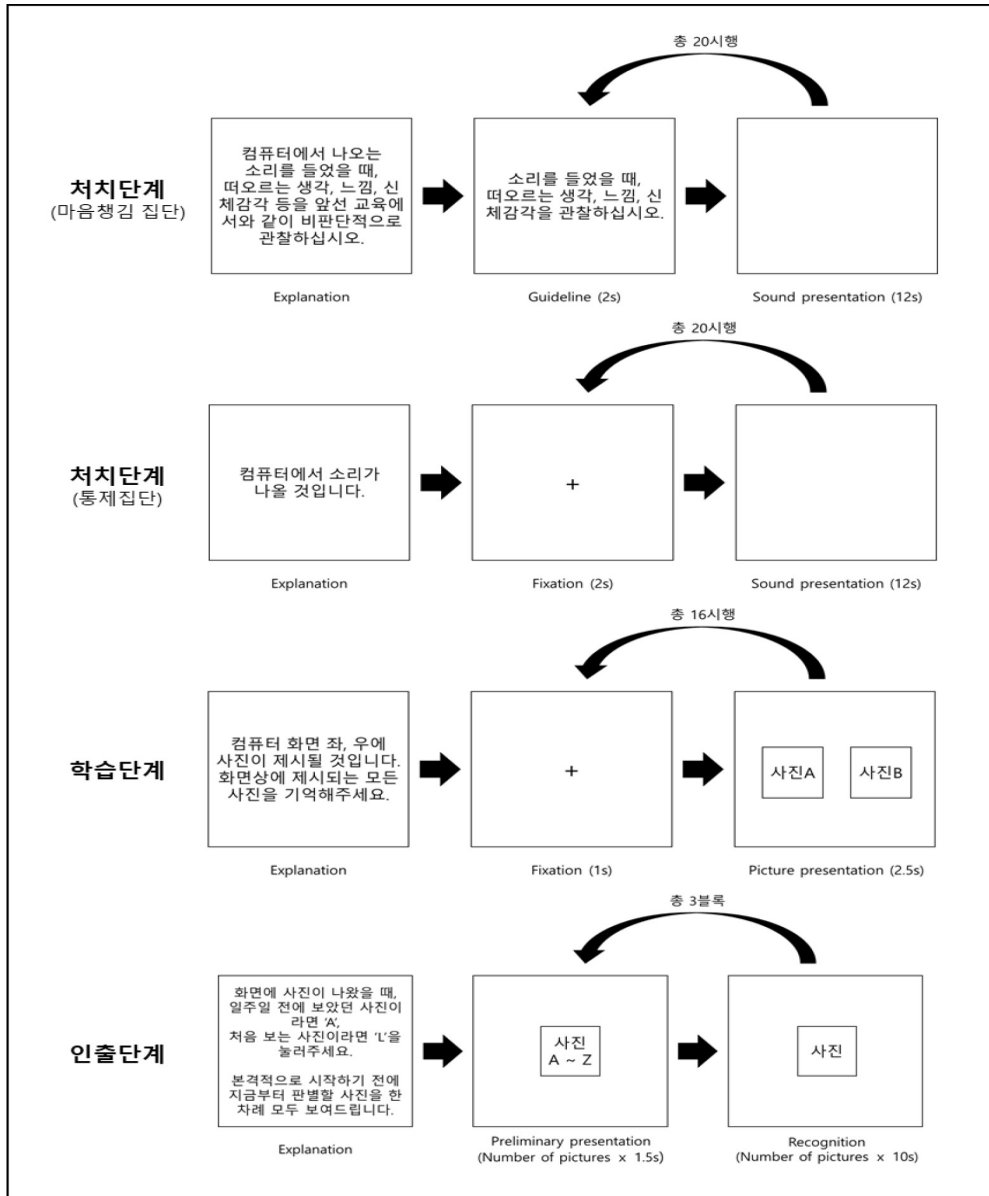 총 20시행
처치단계
(마음챙김 집단)
컴퓨터에서 나오는
소리를 들었을 때,
떠오르는 생각, 느낌, 신
체감각 등을 앞선 교육에
서와 같이 비판단적으로
관찰하십시오.
소리를 들었을 때,
떠오르는 생각, 느낌, 신
체감각을 관찰하십시오.
Explanation
Guideline (2s)
Sound presentation (12s)
총 20시행
처치단계
(통제집단)
컴퓨터에서 소리가
나올 것입니다.
+
Explanation
Fixation (2s)
Sound presentation (12s)
총 16시행
학습단계
컴퓨터 화면 좌, 우에
사진이 제시될 것입니다.
화면상에 제시되는 모든
사진을 기억해주세요.
+
사진A
사진B
Explanation
Fixation (1s)
Picture presentation (2.5s)
총 3블록
인출단계
화면에 사진이 나왔을 때,
일주일 전에 보았던 사진이
라면 ‘A’,
처음 보는 사진이라면 ‘L’을
눌러주세요.
본격적으로 시작하기 전에
지금부터 판별할 사진을 한
차례 모두 보여드립니다.
사진
A ~ Z
사진
Explanation
Preliminary presentation
(Number of pictures x 1.5s)
Recognition
(Number of pictures x 10s)